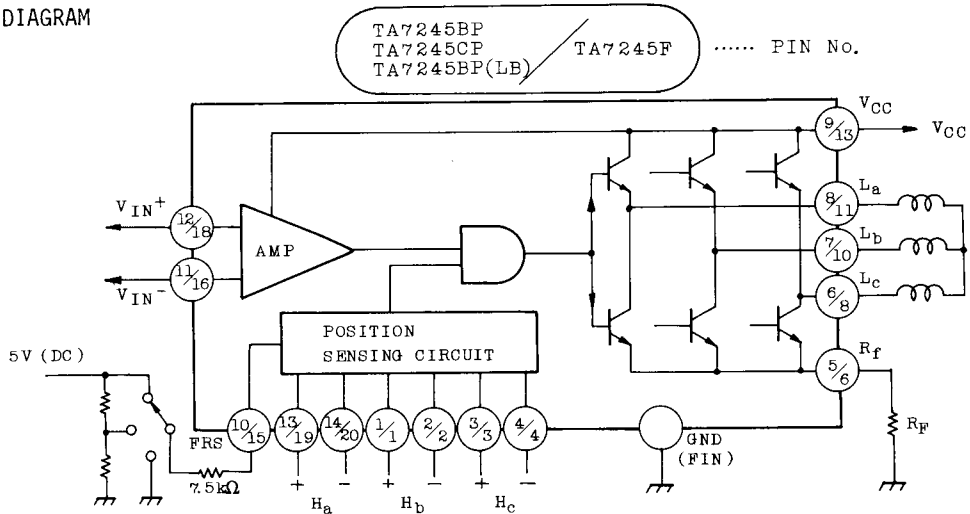 DIAGRAM
TA7245BP
TA7245CP
TA7245BP(LB)
TA7245F
...... PIN No.
VCC
9/13
VCC
8/11
La
7/10
Lb
6/8
Lc
5/6
Rf
RF
VIN+
12/18
AMP
11/16
VIN-
POSITION
SENSING CIRCUIT
5V (DC)
FRS
10/15
13/19
14/20
1/1
2/2
3/3
4/4
GND
(FIN)
7.5kΩ
+ − + − + −
Ha Hb Hc